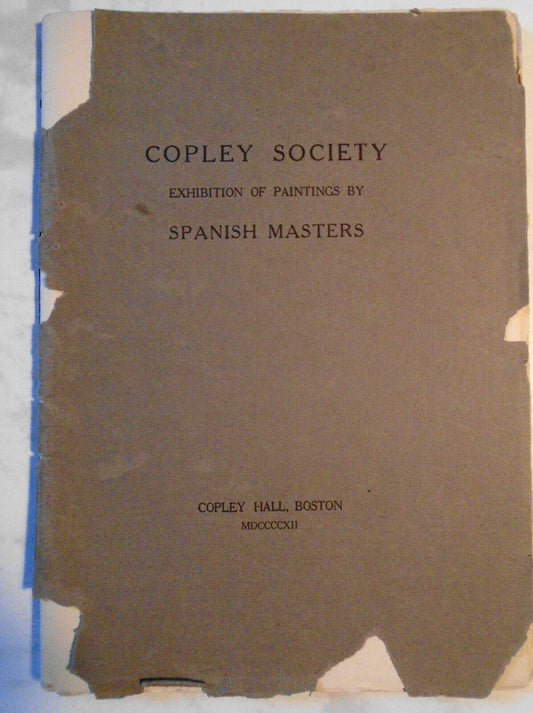 COPLEY SOCIETY
EXHIBITION OF PAINTINGS BY
SPANISH MASTERS
COPLEY HALL, BOSTON
MDCCCCXII